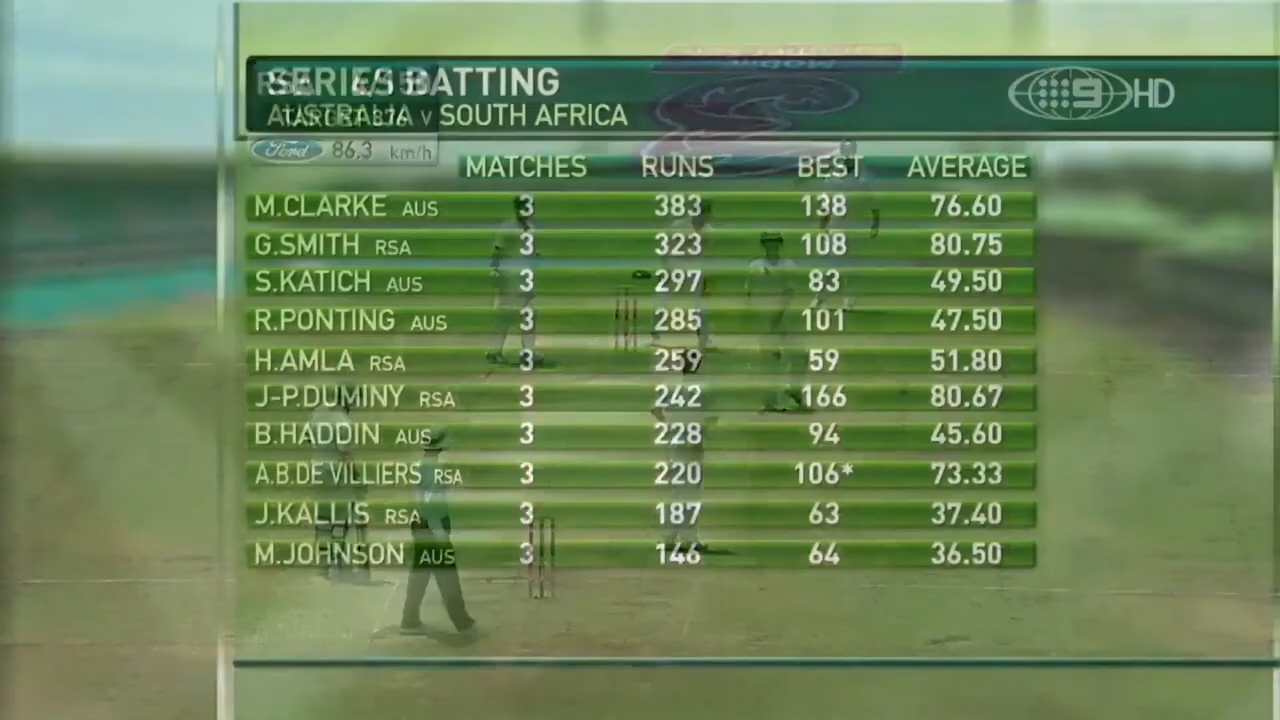 SERIES BATTING
AUSTRALIA v SOUTH AFRICA
TARGET 376
9HD
Ford 86.3 km/h
MATCHES RUNS BEST AVERAGE
M.CLARKE AUS 3 383 138 76.60
G.SMITH RSA 3 323 108 80.75
S.KATICH AUS 3 297 83 49.50
R.PONTING AUS 3 285 101 47.50
H.AMLA RSA 3 259 59 51.80
J-P.DUMINY RSA 3 242 166 80.67
B.HADDIN AUS 3 228 94 45.60
A.B.DE VILLIERS RSA 3 220 106* 73.33
J.KALLIS RSA 3 187 63 37.40
M.JOHNSON AUS 3 146 64 36.50